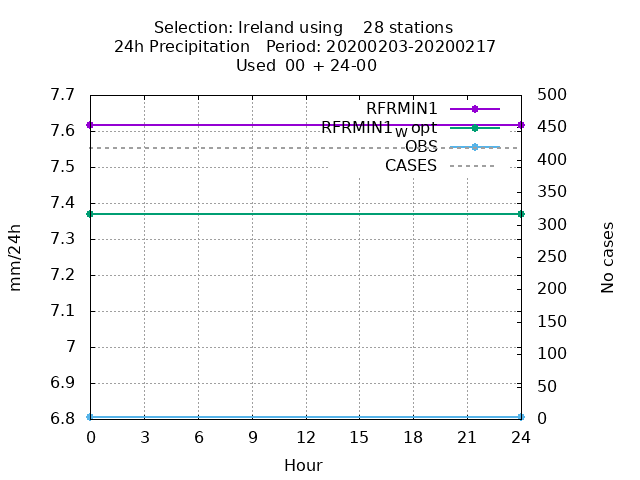 Selection: Ireland using    28 stations
24h Precipitation   Period: 20200203-20200217
Used  00 + 24-00
7.7
7.6
7.5
7.4
7.3
7.2
7.1
7
6.9
6.8
mm/24h
RFRMIN1
RFRMIN1wopt
OBS
CASES
500
450
400
350
300
250
200
150
100
50
0
No cases
0 3 6 9 12 15 18 21 24
Hour